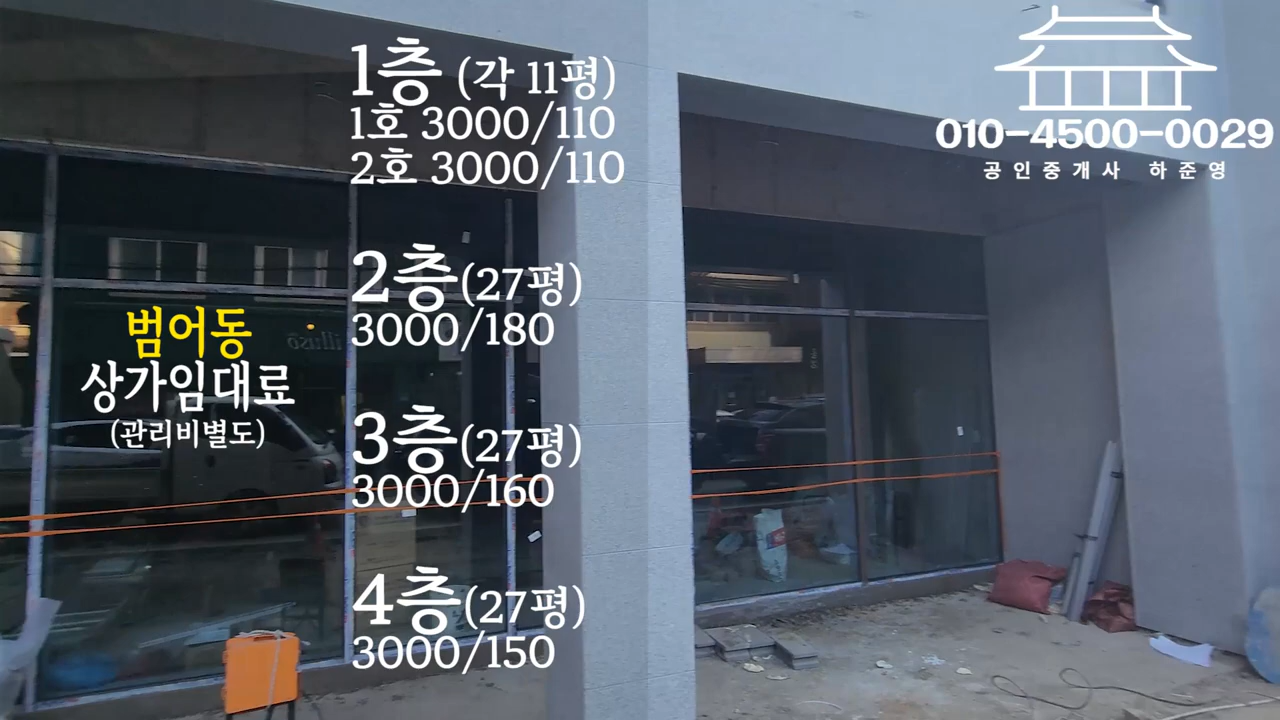 1층 (각 11평)
1호 3000/110
2호 3000/110
2층(27평)
3000/180
3층(27평)
3000/160
4층(27평)
3000/150
범어동
상가임대료
(관리비별도)
010-4500-0029
공인중개사 하준영